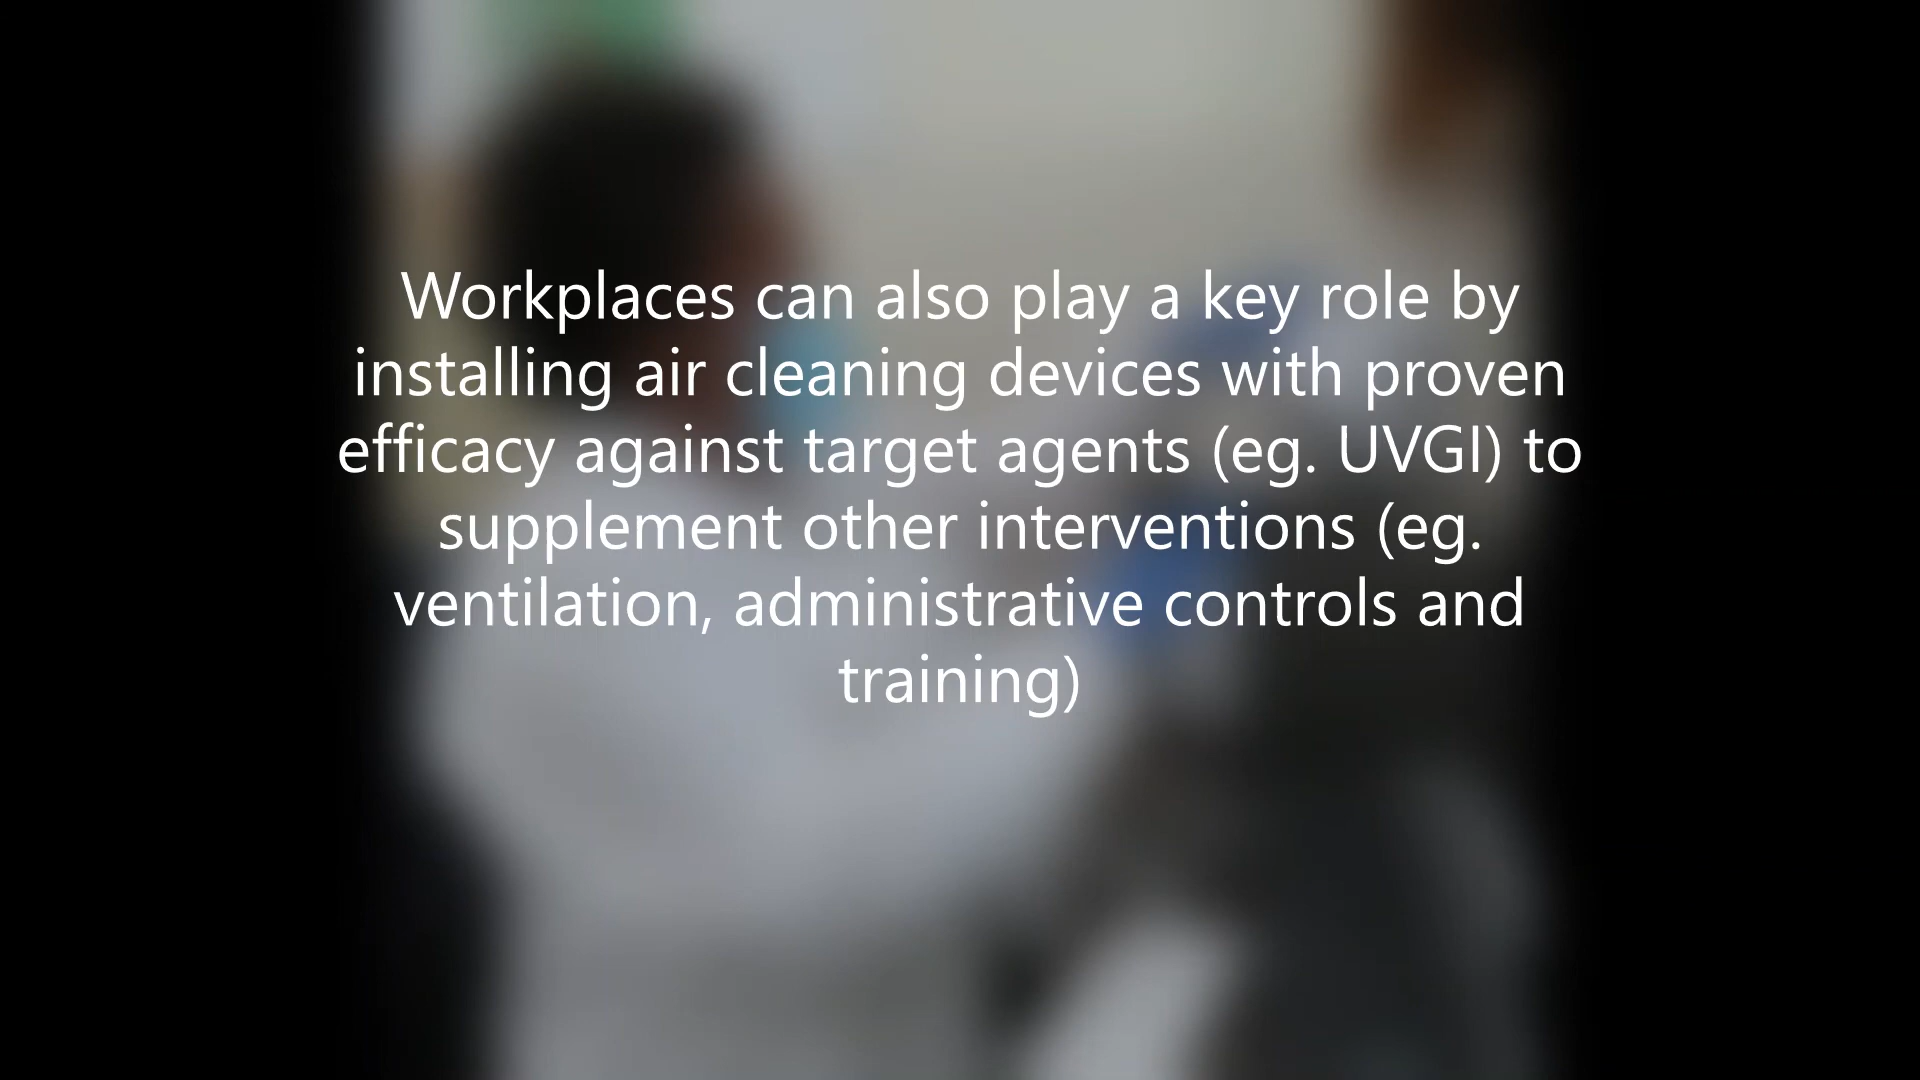 Workplaces can also play a key role by
installing air cleaning devices with proven
efficacy against target agents (eg. UVGI) to
supplement other interventions (eg.
ventilation, administrative controls and
training)